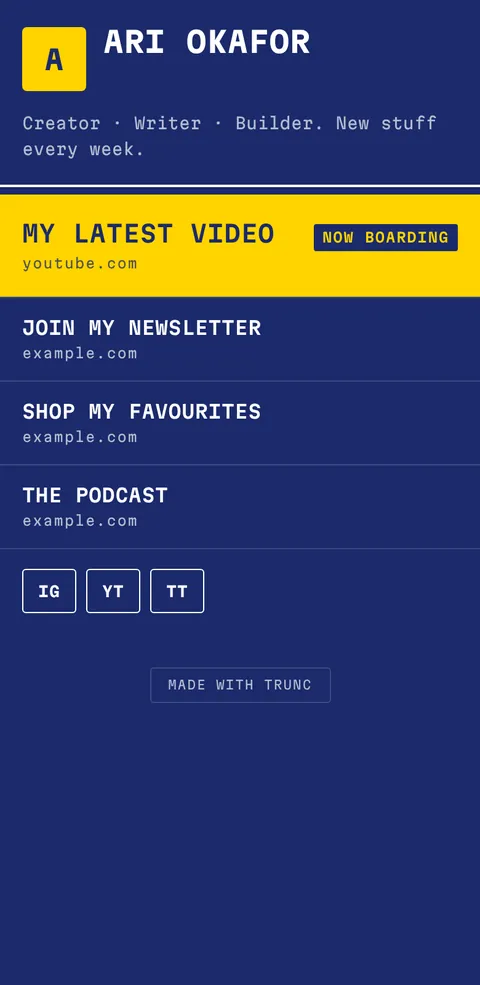 A
ARI OKAFOR
Creator · Writer · Builder. New stuff
every week.
MY LATEST VIDEO
NOW BOARDING
youtube.com
JOIN MY NEWSLETTER
example.com
SHOP MY FAVOURITES
example.com
THE PODCAST
example.com
IG YT TT
MADE WITH TRUNC